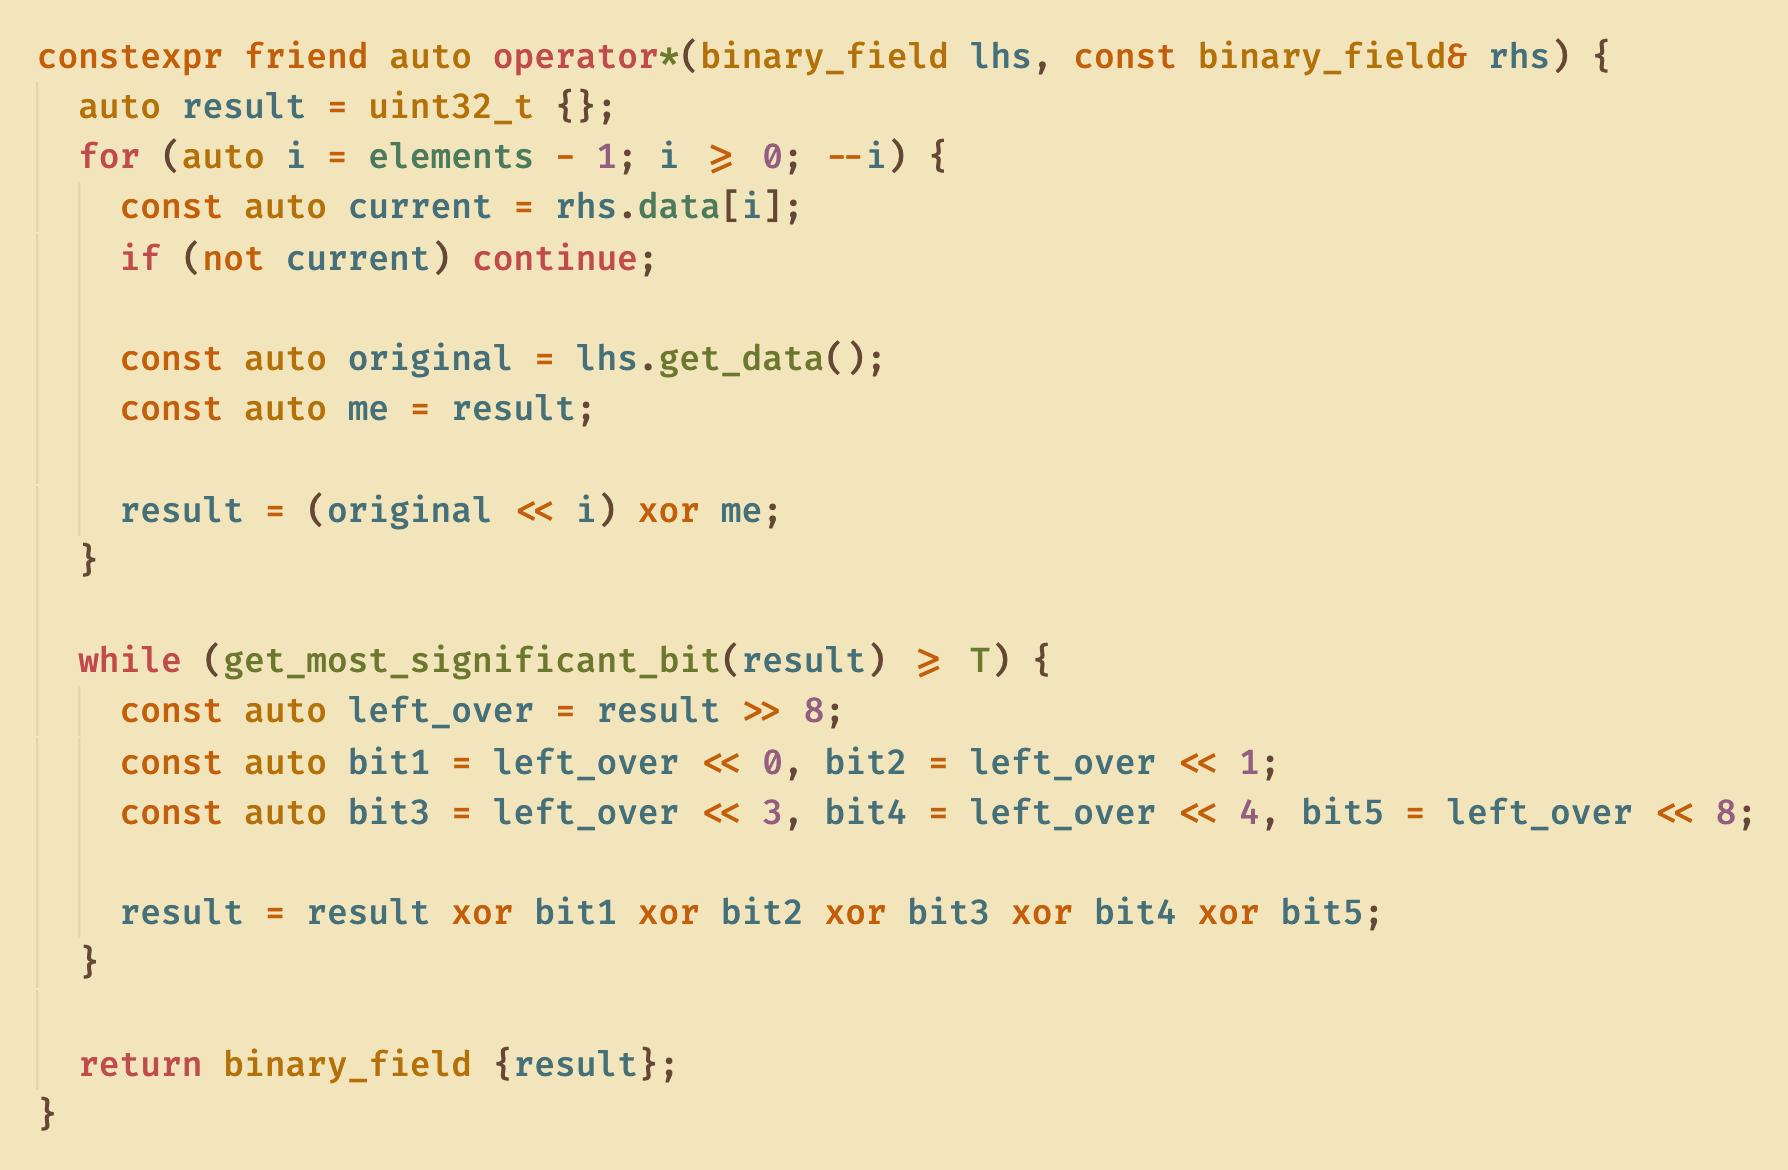 constexpr friend auto operator*(binary_field lhs, const binary_field& rhs) {
  auto result = uint32_t {};
  for (auto i = elements - 1; i >= 0; --i) {
    const auto current = rhs.data[i];
    if (not current) continue;

    const auto original = lhs.get_data();
    const auto me = result;

    result = (original << i) xor me;
  }

  while (get_most_significant_bit(result) >= T) {
    const auto left_over = result >> 8;
    const auto bit1 = left_over << 0, bit2 = left_over << 1;
    const auto bit3 = left_over << 3, bit4 = left_over << 4, bit5 = left_over << 8;

    result = result xor bit1 xor bit2 xor bit3 xor bit4 xor bit5;
  }

  return binary_field {result};
}